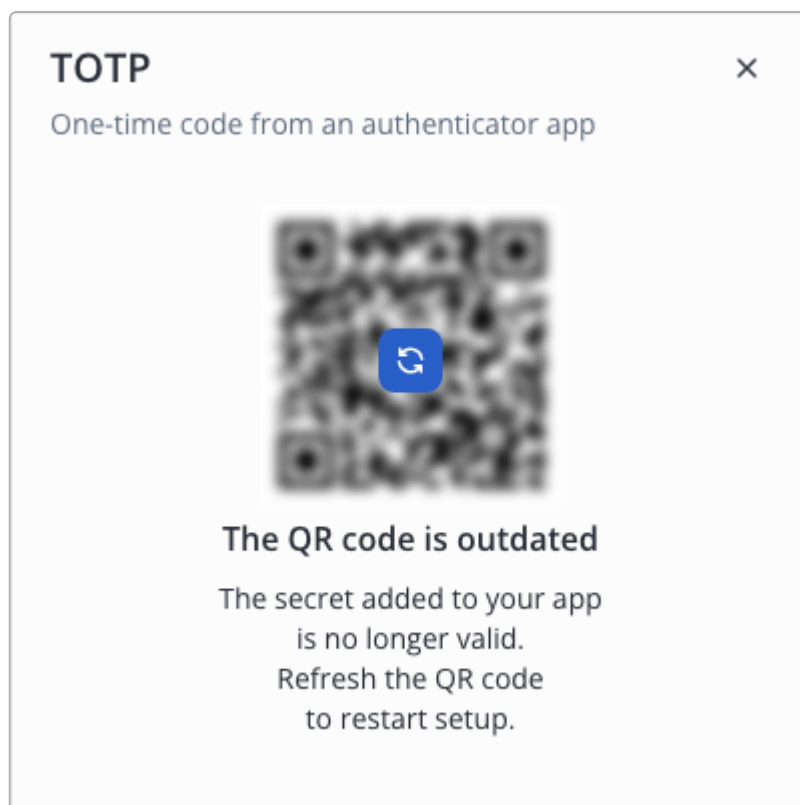 TOTP
One-time code from an authenticator app
The QR code is outdated
The secret added to your app
is no longer valid.
Refresh the QR code
to restart setup.